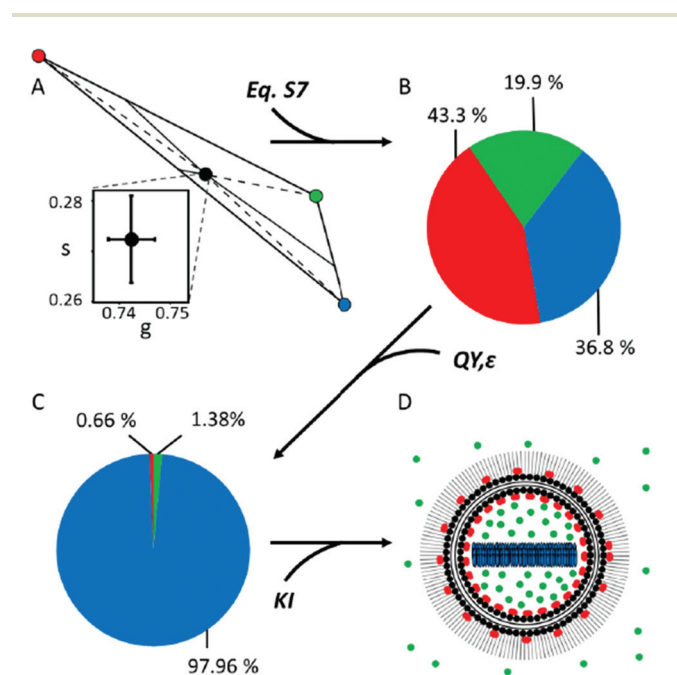 A
Eq. S7
B
19.9 %
43.3 %
36.8 %
0.28
s
0.26
0.74
0.75
g
QY,ε
C
0.66 %
1.38%
97.96 %
KI
D